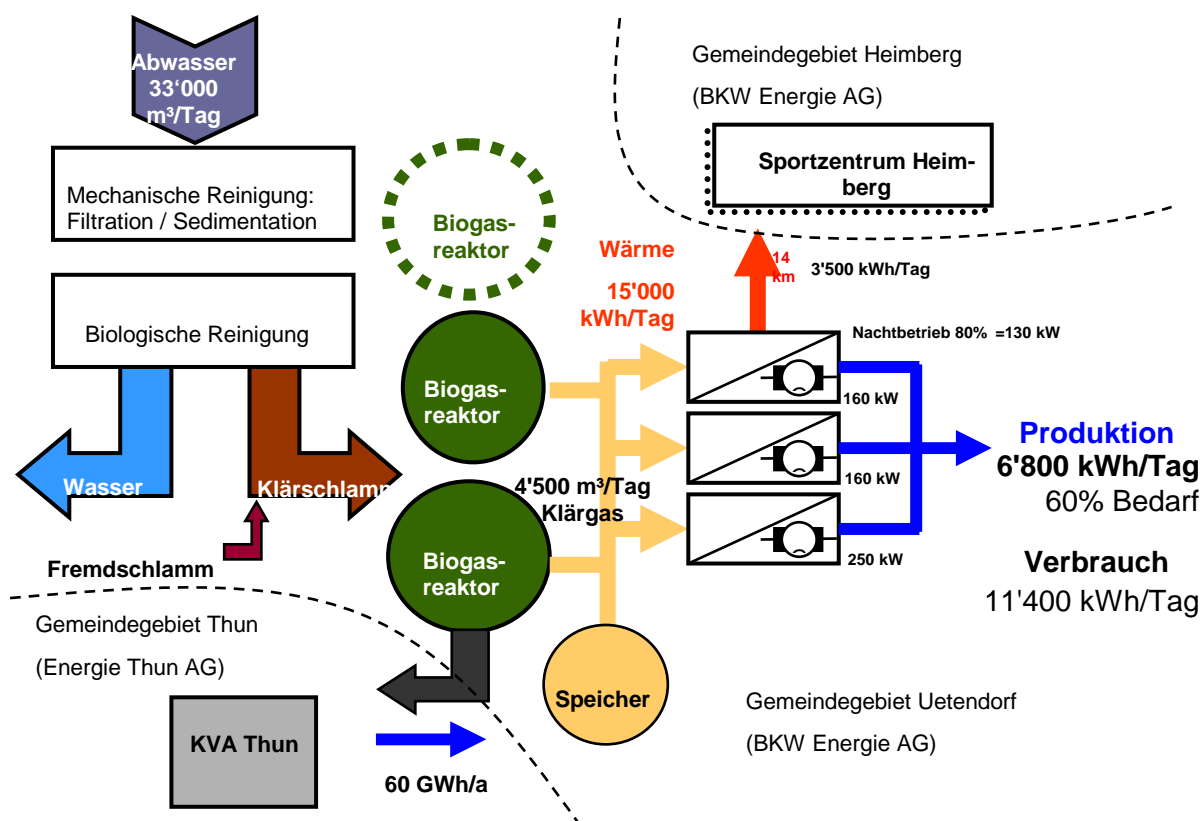 Abwasser
33‘000
m³/Tag
Mechanische Reinigung:
Filtration / Sedimentation
Biologische Reinigung
Wasser
Klärschlamm
Fremdschlamm
Gemeindegebiet Thun
(Energie Thun AG)
KVA Thun
60 GWh/a
Biogas-
reaktor
Biogas-
reaktor
Biogas-
reaktor
4'500 m³/Tag
Klärgas
Speicher
Wärme
15'000
kWh/Tag
Gemeindegebiet Heimberg
(BKW Energie AG)
Sportzentrum Heim-
berg
14
km
3'500 kWh/Tag
Nachtbetrieb 80% =130 kW
160 kW
160 kW
250 kW
Produktion
6'800 kWh/Tag
60% Bedarf
Verbrauch
11'400 kWh/Tag
Gemeindegebiet Uetendorf
(BKW Energie AG)